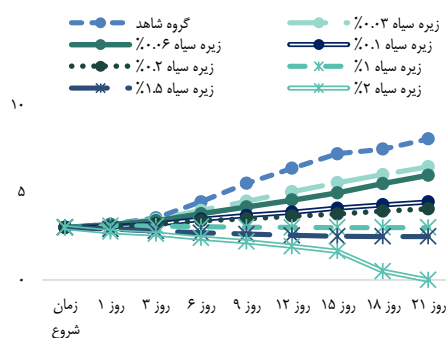 گروه شاهد
زیره سیاه ۰.۰۳٪
زیره سیاه ۰.۰۶٪
زیره سیاه ۰.۱٪
زیره سیاه ۰.۲٪
زیره سیاه ۱٪
زیره سیاه ۱.۵٪
زیره سیاه ۲٪
۱۰
۵
۰
زمان شروع
روز ۱
روز ۳
روز ۶
روز ۹
روز ۱۲
روز ۱۵
روز ۱۸
روز ۲۱